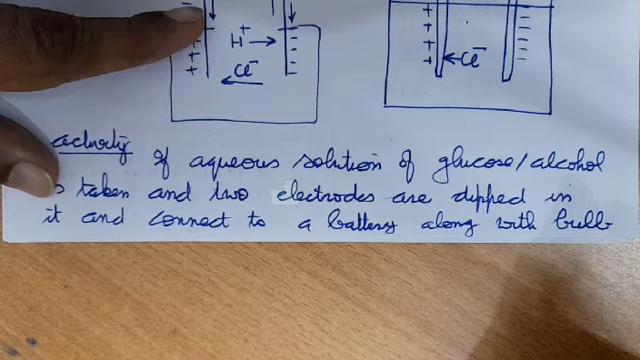 H⁺ →
Cl⁻
Cl⁻
activity If aqueous solution of glucose/alcohol
taken and two electrodes are dipped in
it and connect to a battery along with bulb